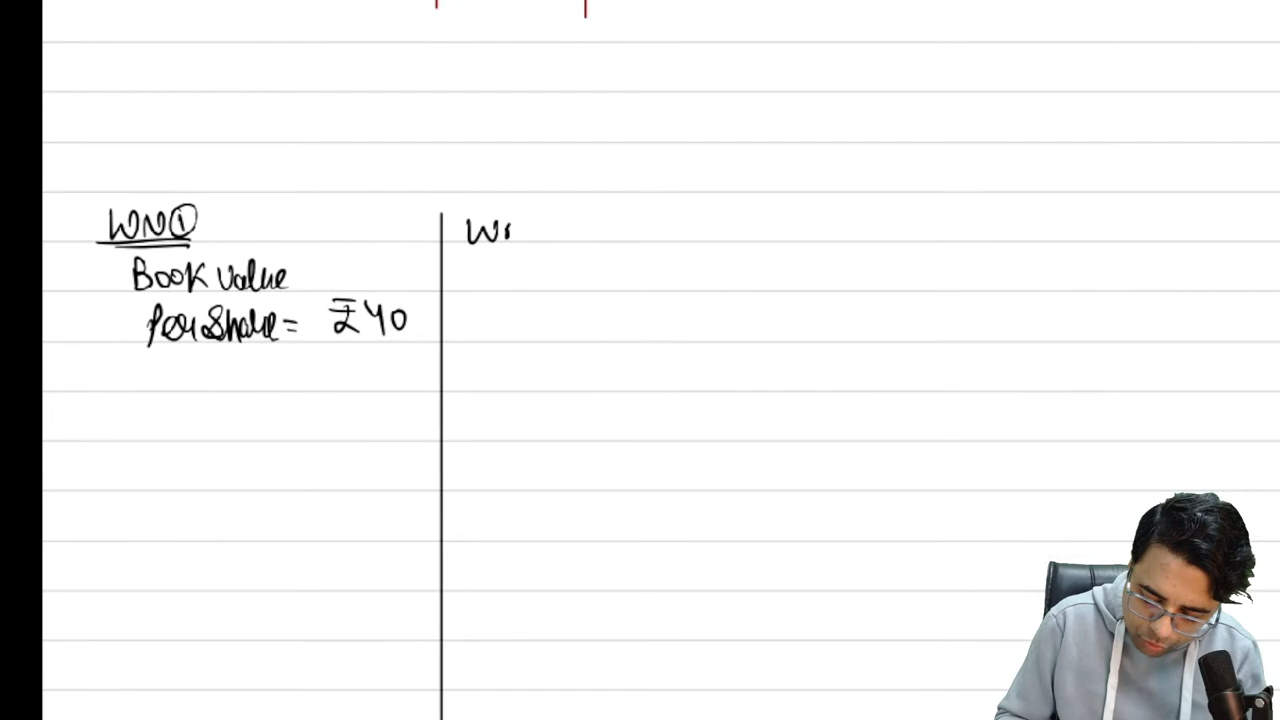 WN①
Book value
Per Share = ₹40
W